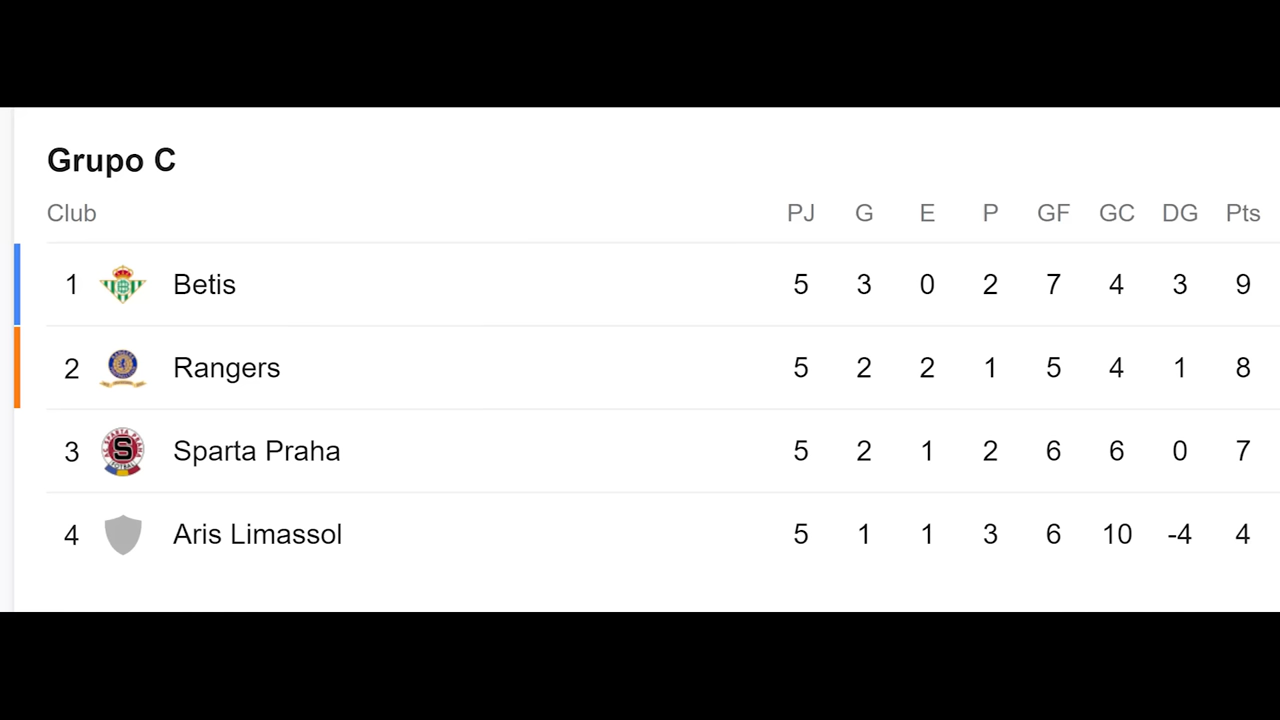 Grupo C
Club PJ G E P GF GC DG Pts
1 Betis 5 3 0 2 7 4 3 9
2 Rangers 5 2 2 1 5 4 1 8
3 Sparta Praha 5 2 1 2 6 6 0 7
4 Aris Limassol 5 1 1 3 6 10 -4 4